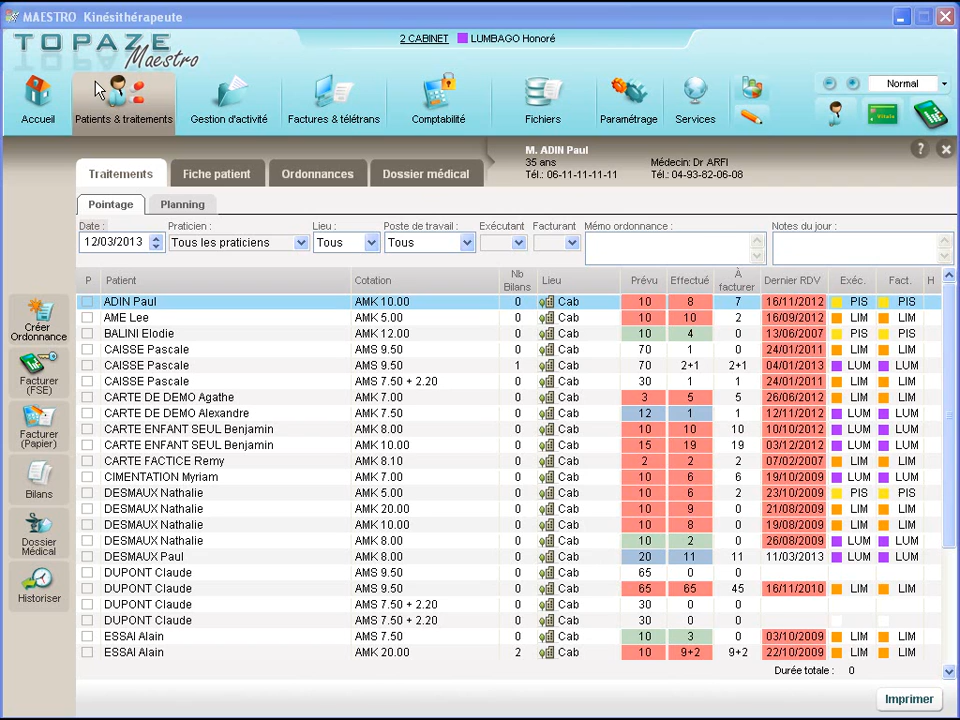 MAESTRO Kinésithérapeute
TOPAZE Maestro
2 CABINET LUMBAGO Honoré
Normal
Accueil Patients & traitements Gestion d'activité Factures & télétrans Comptabilité Fichiers Paramétrage Services
M. ADIN Paul
35 ans Médecin: Dr ARFI
Tél.: 06-11-11-11-11 Tél.: 04-93-82-06-08
Traitements Fiche patient Ordonnances Dossier médical
Pointage Planning
Date : Praticien : Lieu : Poste de travail : Exécutant Facturant Mémo ordonnance : Notes du jour :
12/03/2013 Tous les praticiens Tous Tous
P Patient Cotation Nb Bilans Lieu Prévu Effectué À facturer Dernier RDV Exéc. Fact. H
ADIN Paul AMK 10.00 0 Cab 10 8 7 16/11/2012 PIS PIS
AME Lee AMK 5.00 0 Cab 10 10 2 16/09/2012 LIM LIM
BALINI Elodie AMK 12.00 0 Cab 10 4 0 13/06/2007 PIS PIS
CAISSE Pascale AMS 9.50 0 Cab 70 1 0 24/01/2011 LIM LIM
CAISSE Pascale AMS 9.50 1 Cab 70 2+1 2+1 04/01/2013 LUM LUM
CAISSE Pascale AMS 7.50 + 2.20 0 Cab 30 1 1 24/01/2011 LIM LIM
CARTE DE DEMO Agathe AMK 7.00 0 Cab 3 5 5 26/06/2012 LIM LIM
CARTE DE DEMO Alexandre AMK 7.50 0 Cab 12 1 1 12/11/2012 LUM LUM
CARTE ENFANT SEUL Benjamin AMK 8.00 0 Cab 10 10 10 10/10/2012 LUM LUM
CARTE ENFANT SEUL Benjamin AMK 10.00 0 Cab 15 19 19 03/12/2012 LUM LUM
CARTE FACTICE Remy AMK 8.10 0 Cab 2 2 2 07/02/2007 LIM LIM
CIMENTATION Myriam AMK 7.00 0 Cab 10 6 6 19/10/2009 LUM LUM
DESMAUX Nathalie AMK 5.00 0 Cab 10 6 2 23/10/2009 PIS PIS
DESMAUX Nathalie AMK 20.00 0 Cab 10 9 0 21/08/2009 LIM LIM
DESMAUX Nathalie AMK 10.00 0 Cab 10 8 0 19/08/2009 LIM LIM
DESMAUX Nathalie AMK 8.00 0 Cab 10 2 0 26/08/2009 LUM LUM
DESMAUX Paul AMK 8.00 0 Cab 20 11 11 11/03/2013 LUM LUM
DUPONT Claude AMS 9.50 0 Cab 65 0 0
DUPONT Claude AMS 9.50 0 Cab 65 65 45 16/11/2010 LIM LIM
DUPONT Claude AMS 7.50 + 2.20 0 Cab 30 0 0
DUPONT Claude AMS 7.50 + 2.20 0 Cab 30 0 0
ESSAI Alain AMK 7.50 0 Cab 10 3 0 03/10/2009 LIM LIM
ESSAI Alain AMK 20.00 2 Cab 10 9+2 9+2 22/10/2009 LIM LIM
Durée totale : 0
Créer Ordonnance
Facturer (FSE)
Facturer (Papier)
Bilans
Dossier Médical
Historiser
Imprimer